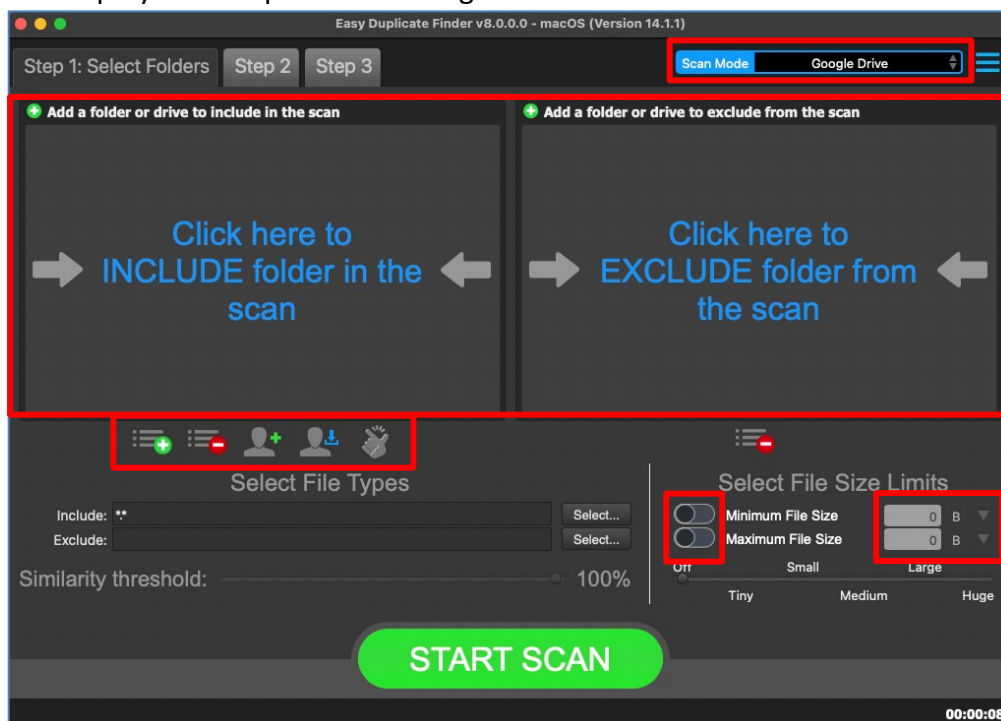 Easy Duplicate Finder v8.0.0.0 - macOS (Version 14.1.1)
Step 1: Select Folders Step 2 Step 3 Scan Mode Google Drive
Add a folder or drive to include in the scan Add a folder or drive to exclude from the scan
Click here to
INCLUDE folder in the
scan
Click here to
EXCLUDE folder from
the scan
Select File Types
Include: *.* Select...
Exclude: Select...
Similarity threshold: 100%
Select File Size Limits
Minimum File Size 0 B
Maximum File Size 0 B
Off Small Large
Tiny Medium Huge
START SCAN
00:00:08